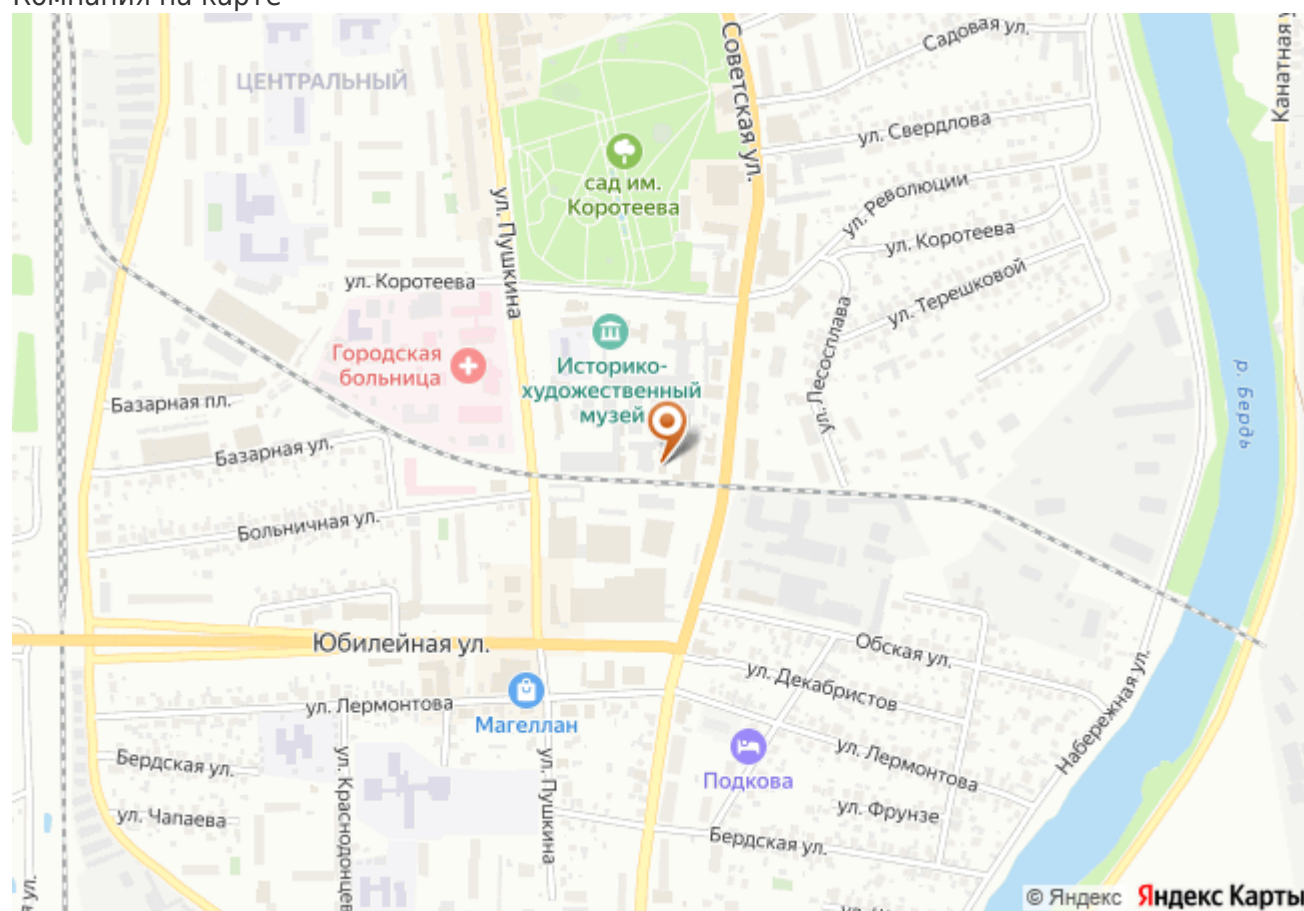 Компания на карте
Садовая ул.
Канатная
Советская ул.
ЦЕНТРАЛЬНЫЙ
ул. Свердлова
сад им.
Коротеева
ул. Революции
ул. Пушкина
ул. Коротеева
ул. Коротеева
ул. Терешковой
Историко-
художественный
музей
Городская
больница
ул. Лесосплава
р. Бердь
Базарная пл.
Базарная ул.
Больничная ул.
Юбилейная ул.
Обская ул.
ул. Декабристов
Набережная ул.
ул. Лермонтова
Магеллан
Бердская ул.
ул. Краснодонцев
ул. Пушкина
Подкова
ул. Лермонтова
ул. Чапаева
ул. Фрунзе
Бердская ул.
© Яндекс Яндекс Карты